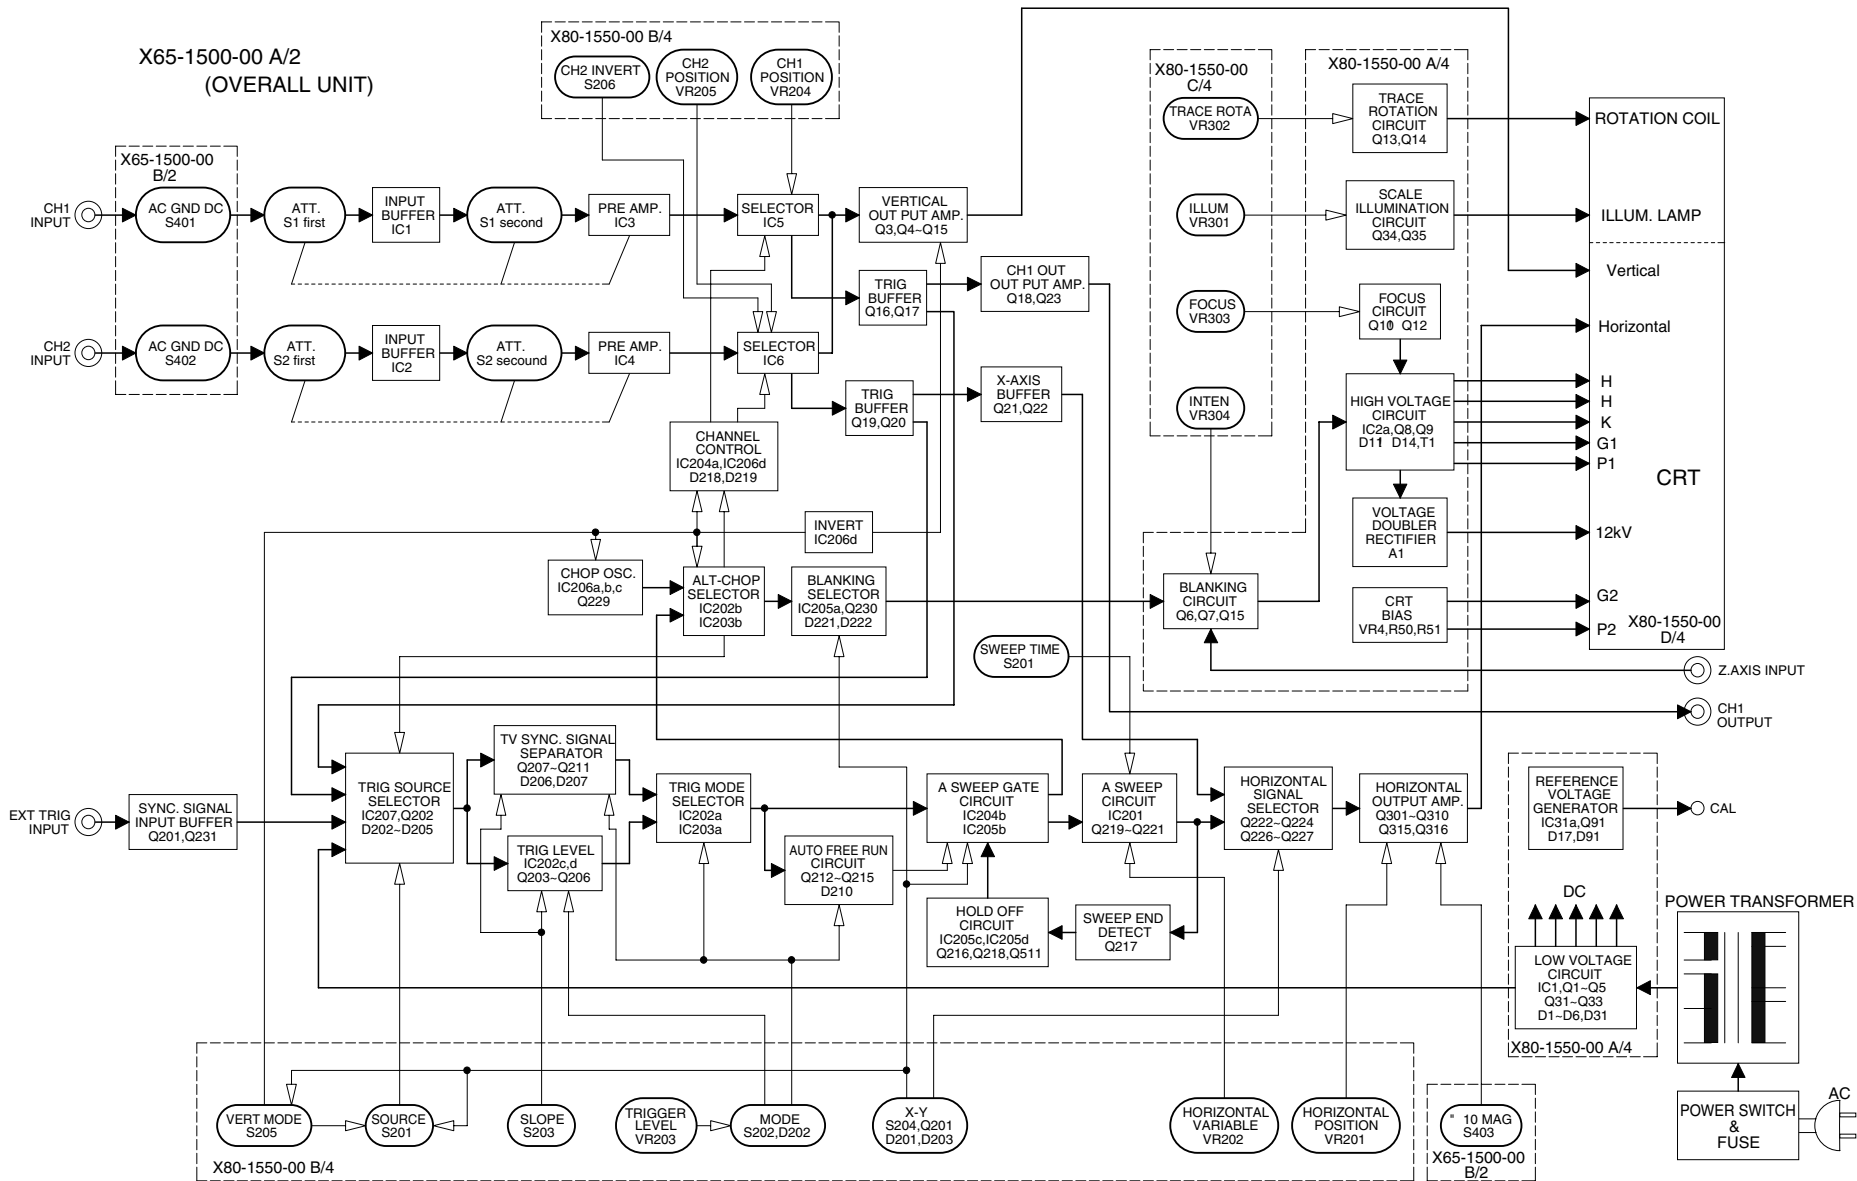 X65-1500-00 A/2
(OVERALL UNIT)
X80-1550-00 B/4
CH2 INVERT
S206
CH2
POSITION
VR205
CH1
POSITION
VR204
X80-1550-00
C/4
X80-1550-00 A/4
TRACE ROTA
VR302
TRACE
ROTATION
CIRCUIT
Q13,Q14
ROTATION COIL
X65-1500-00
B/2
CH1
INPUT
AC GND DC
S401
ATT.
S1 first
INPUT
BUFFER
IC1
ATT.
S1 second
PRE AMP.
IC3
SELECTOR
IC5
VERTICAL
OUT PUT AMP.
Q3,Q4~Q15
ILLUM
VR301
SCALE
ILLUMINATION
CIRCUIT
Q34,Q35
ILLUM. LAMP
Vertical
TRIG
BUFFER
Q16,Q17
CH1 OUT
OUT PUT AMP.
Q18,Q23
FOCUS
VR303
FOCUS
CIRCUIT
Q10 Q12
Horizontal
CH2
INPUT
AC GND DC
S402
ATT.
S2 first
INPUT
BUFFER
IC2
ATT.
S2 secound
PRE AMP.
IC4
SELECTOR
IC6
TRIG
BUFFER
Q19,Q20
X-AXIS
BUFFER
Q21,Q22
INTEN
VR304
HIGH VOLTAGE
CIRCUIT
IC2a,Q8,Q9
D11 D14,T1
H
H
K
G1
P1
CRT
CHANNEL
CONTROL
IC204a,IC206d
D218,D219
INVERT
IC206d
VOLTAGE
DOUBLER
RECTIFIER
A1
12kV
CHOP OSC.
IC206a,b,c
Q229
ALT-CHOP
SELECTOR
IC202b
IC203b
BLANKING
SELECTOR
IC205a,Q230
D221,D222
BLANKING
CIRCUIT
Q6,Q7,Q15
CRT
BIAS
VR4,R50,R51
G2
P2
X80-1550-00
D/4
SWEEP TIME
S201
Z.AXIS INPUT
CH1
OUTPUT
EXT TRIG
INPUT
SYNC. SIGNAL
INPUT BUFFER
Q201,Q231
TRIG SOURCE
SELECTOR
IC207,Q202
D202~D205
TV SYNC. SIGNAL
SEPARATOR
Q207~Q211
D206,D207
TRIG LEVEL
IC202c,d
Q203~Q206
TRIG MODE
SELECTOR
IC202a
IC203a
AUTO FREE RUN
CIRCUIT
Q212~Q215
D210
A SWEEP GATE
CIRCUIT
IC204b
IC205b
A SWEEP
CIRCUIT
IC201
Q219~Q221
HORIZONTAL
SIGNAL
SELECTOR
Q222~Q224
Q226~Q227
HORIZONTAL
OUTPUT AMP.
Q301~Q310
Q315,Q316
REFERENCE
VOLTAGE
GENERATOR
IC31a,Q91
D17,D91
CAL
HOLD OFF
CIRCUIT
IC205c,IC205d
Q216,Q218,Q511
SWEEP END
DETECT
Q217
DC
LOW VOLTAGE
CIRCUIT
IC1,Q1~Q5
Q31~Q33
D1~D6,D31
X80-1550-00 A/4
POWER TRANSFORMER
VERT MODE
S205
SOURCE
S201
SLOPE
S203
TRIGGER
LEVEL
VR203
MODE
S202,D202
X-Y
S204,Q201
D201,D203
HORIZONTAL
VARIABLE
VR202
HORIZONTAL
POSITION
VR201
" 10 MAG
S403
X65-1500-00
B/2
POWER SWITCH
&
FUSE
AC
X80-1550-00 B/4